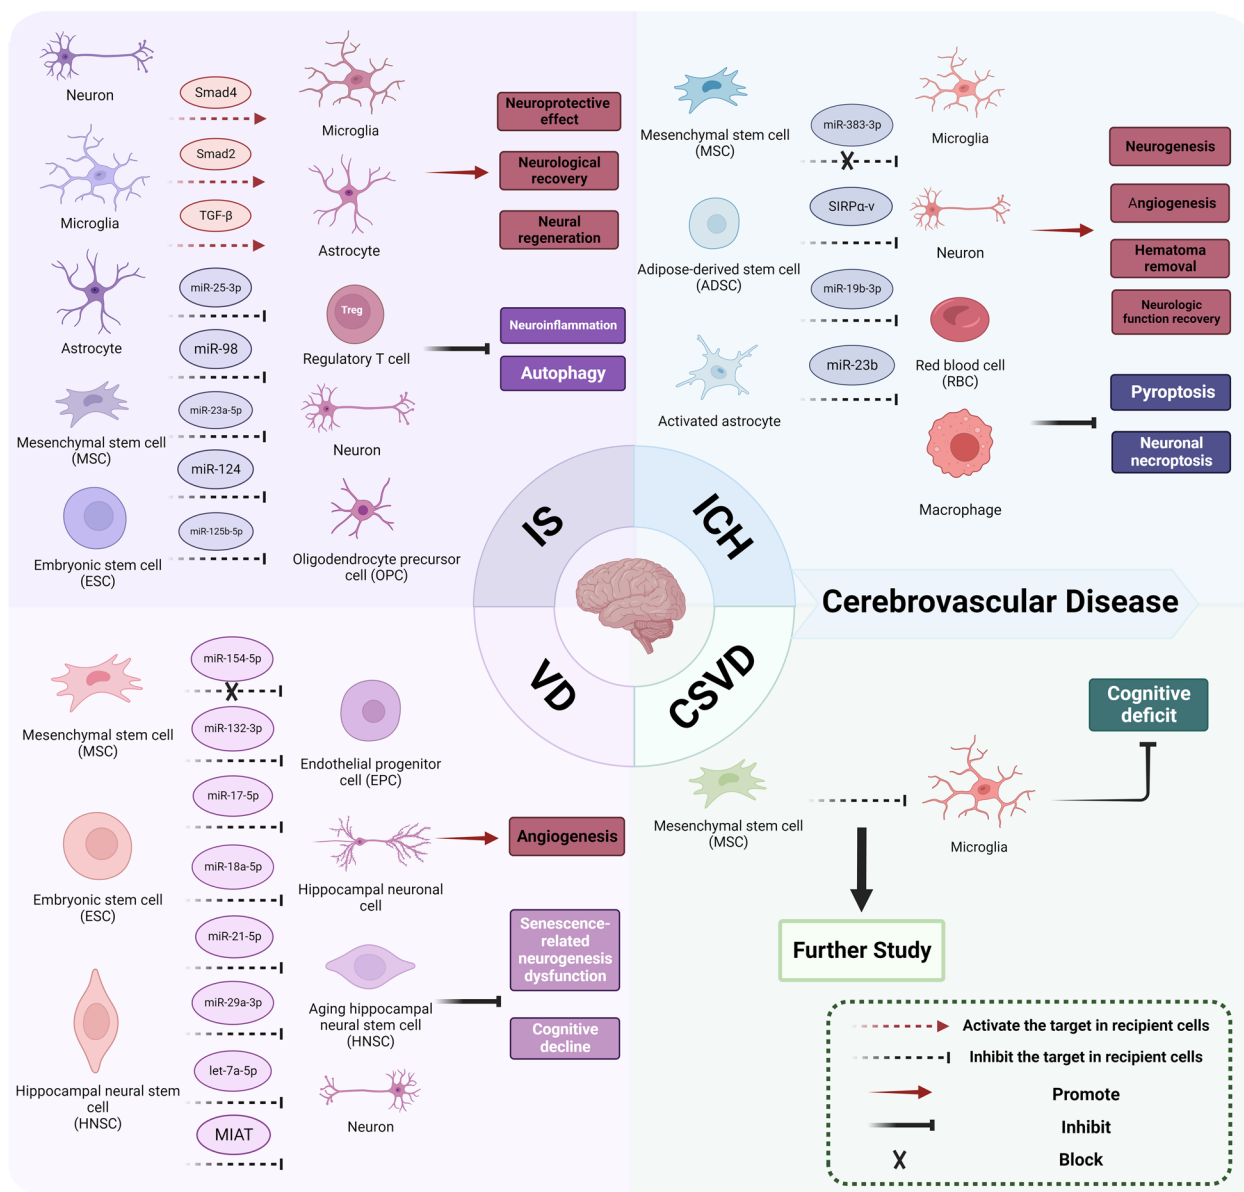 Neuron
Microglia
Astrocyte
Mesenchymal stem cell
(MSC)
Embryonic stem cell
(ESC)
Smad4
Smad2
TGF-β
miR-25-3p
miR-98
miR-23a-5p
miR-124
miR-125b-5p
Microglia
Astrocyte
Treg
Regulatory T cell
Neuron
Oligodendrocyte precursor
cell (OPC)
Neuroprotective
effect
Neurological
recovery
Neural
regeneration
Neuroinflammation
Autophagy
Mesenchymal stem cell
(MSC)
Adipose-derived stem cell
(ADSC)
Activated astrocyte
miR-383-3p
SIRPα-v
miR-19b-3p
miR-23b
Microglia
Neuron
Red blood cell
(RBC)
Macrophage
Neurogenesis
Angiogenesis
Hematoma
removal
Neurologic
function recovery
Pyroptosis
Neuronal
necroptosis
IS
ICH
VD
CSVD
Cerebrovascular Disease
Mesenchymal stem cell
(MSC)
Embryonic stem cell
(ESC)
Hippocampal neural stem
cell
(HNSC)
miR-154-5p
miR-132-3p
miR-17-5p
miR-18a-5p
miR-21-5p
miR-29a-3p
let-7a-5p
MIAT
Endothelial progenitor
cell (EPC)
Hippocampal neuronal
cell
Aging hippocampal
neural stem cell
(HNSC)
Neuron
Angiogenesis
Senescence-
related
neurogenesis
dysfunction
Cognitive
decline
Mesenchymal stem cell
(MSC)
Microglia
Cognitive
deficit
Further Study
Activate the target in recipient cells
Inhibit the target in recipient cells
Promote
Inhibit
Block